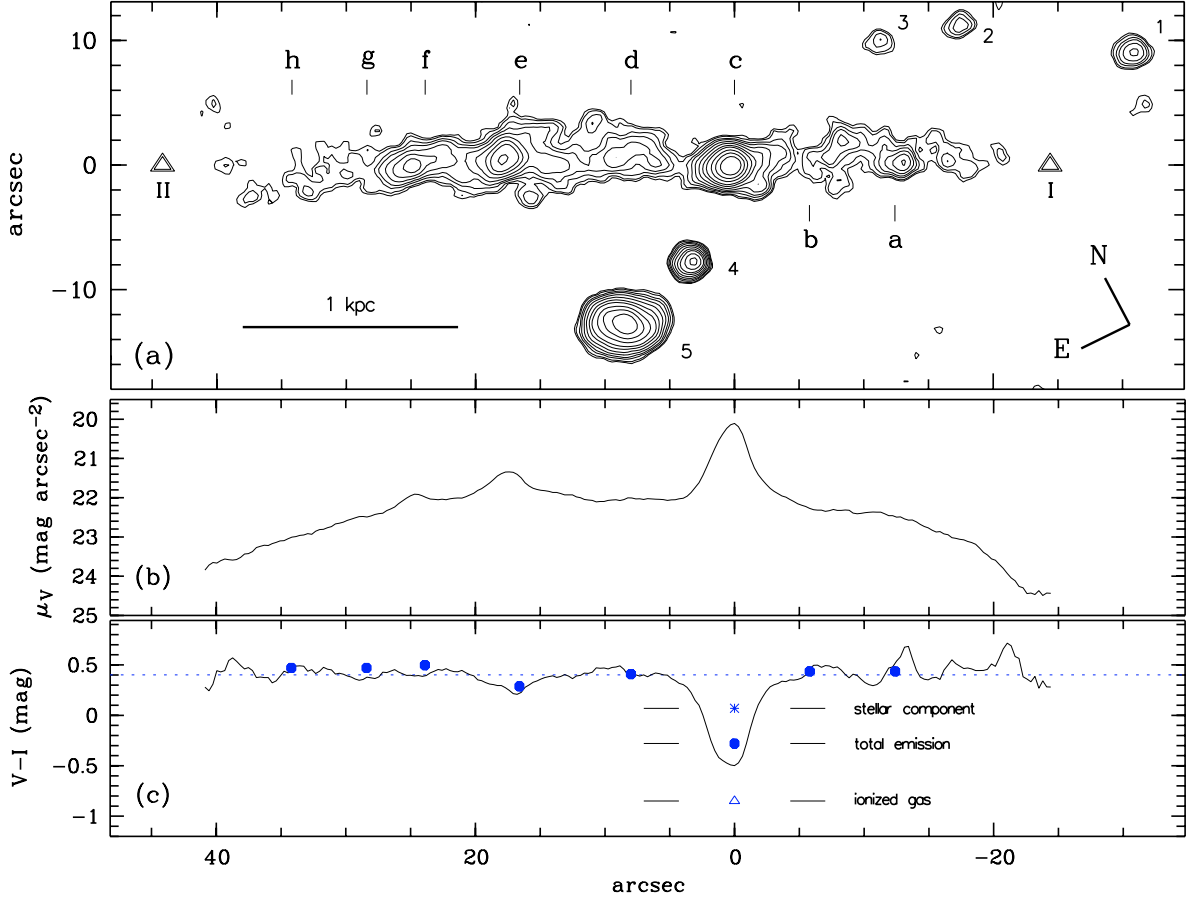 10
0
−10
arcsec
h g f e d c
3
2
1
II
I
b a
4
5
1 kpc
N
E
(a)
20
21
22
23
24
25
μV (mag arcsec−2)
(b)
0.5
0
−0.5
−1
V−I (mag)
stellar component
total emission
ionized gas
(c)
40 20 0 −20
arcsec